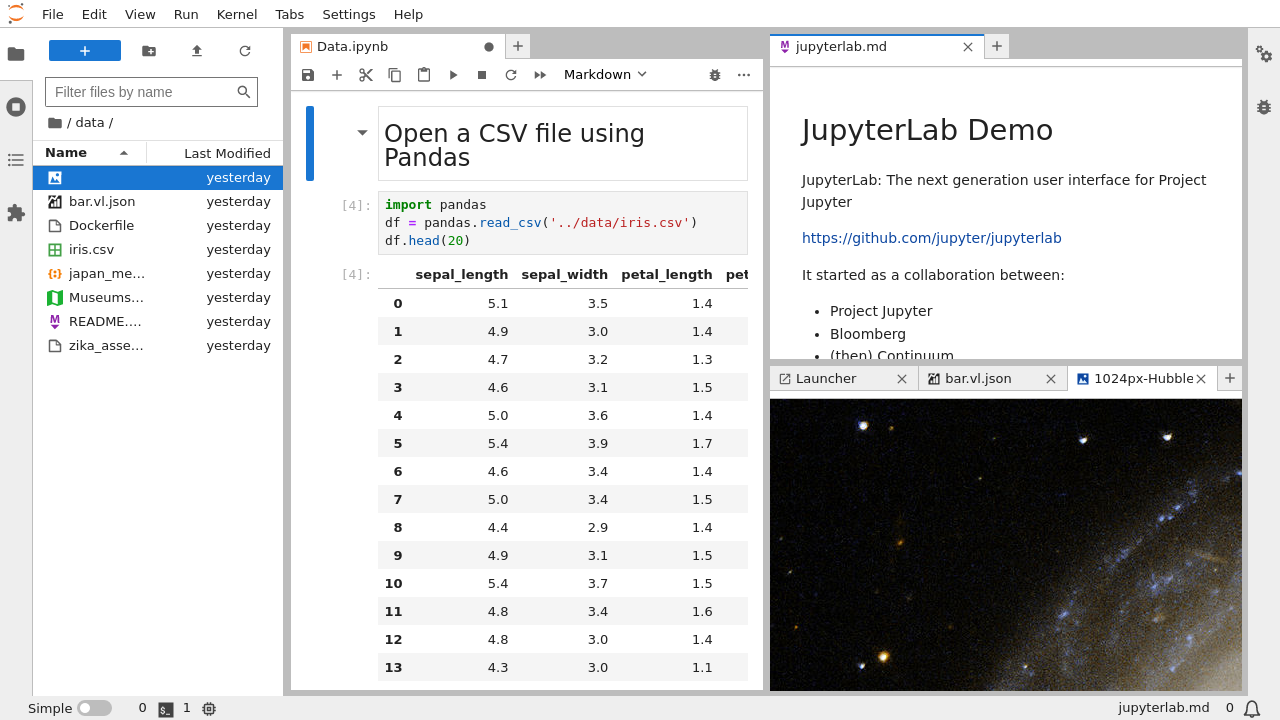 File Edit View Run Kernel Tabs Settings Help
Filter files by name
/ data /
Name Last Modified
yesterday
bar.vl.json yesterday
Dockerfile yesterday
iris.csv yesterday
japan_me… yesterday
Museums… yesterday
README.… yesterday
zika_asse… yesterday
Data.ipynb
Markdown
Open a CSV file using
Pandas
[4]:
import pandas
df = pandas.read_csv('../data/iris.csv')
df.head(20)
[4]:
sepal_length sepal_width petal_length pet
0 5.1 3.5 1.4
1 4.9 3.0 1.4
2 4.7 3.2 1.3
3 4.6 3.1 1.5
4 5.0 3.6 1.4
5 5.4 3.9 1.7
6 4.6 3.4 1.4
7 5.0 3.4 1.5
8 4.4 2.9 1.4
9 4.9 3.1 1.5
10 5.4 3.7 1.5
11 4.8 3.4 1.6
12 4.8 3.0 1.4
13 4.3 3.0 1.1
jupyterlab.md
JupyterLab Demo
JupyterLab: The next generation user interface for Project
Jupyter
https://github.com/jupyter/jupyterlab
It started as a collaboration between:
• Project Jupyter
• Bloomberg
• (then) Continuum
Launcher bar.vl.json 1024px-Hubble
Simple 0 1 jupyterlab.md 0